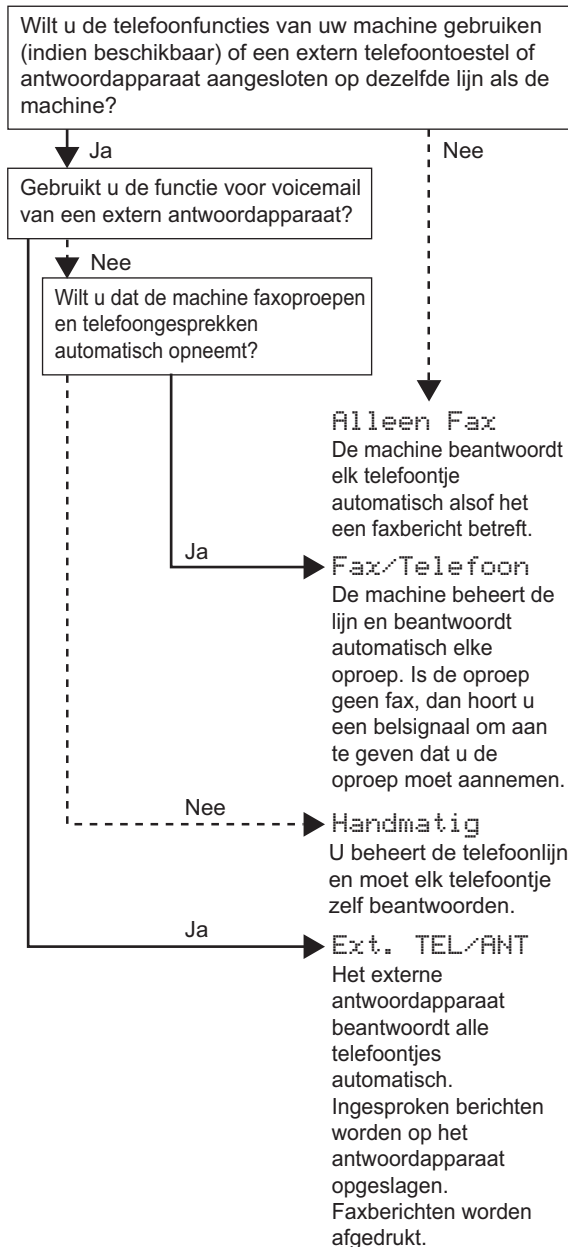 Wilt u de telefoonfuncties van uw machine gebruiken
(indien beschikbaar) of een extern telefoontoestel of
antwoordapparaat aangesloten op dezelfde lijn als de
machine?
Ja
Nee
Gebruikt u de functie voor voicemail
van een extern antwoordapparaat?
Nee
Wilt u dat de machine faxoproepen
en telefoongesprekken
automatisch opneemt?
Alleen Fax
De machine beantwoordt
elk telefoontje
automatisch alsof het
een faxbericht betreft.
Ja
Fax/Telefoon
De machine beheert de
lijn en beantwoordt
automatisch elke
oproep. Is de oproep
geen fax, dan hoort u
een belsignaal om aan
te geven dat u de
oproep moet aannemen.
Nee
Handmatig
U beheert de telefoonlijn
en moet elk telefoontje
zelf beantwoorden.
Ja
Ext. TEL/ANT
Het externe
antwoordapparaat
beantwoordt alle
telefoontjes
automatisch.
Ingesproken berichten
worden op het
antwoordapparaat
opgeslagen.
Faxberichten worden
afgedrukt.